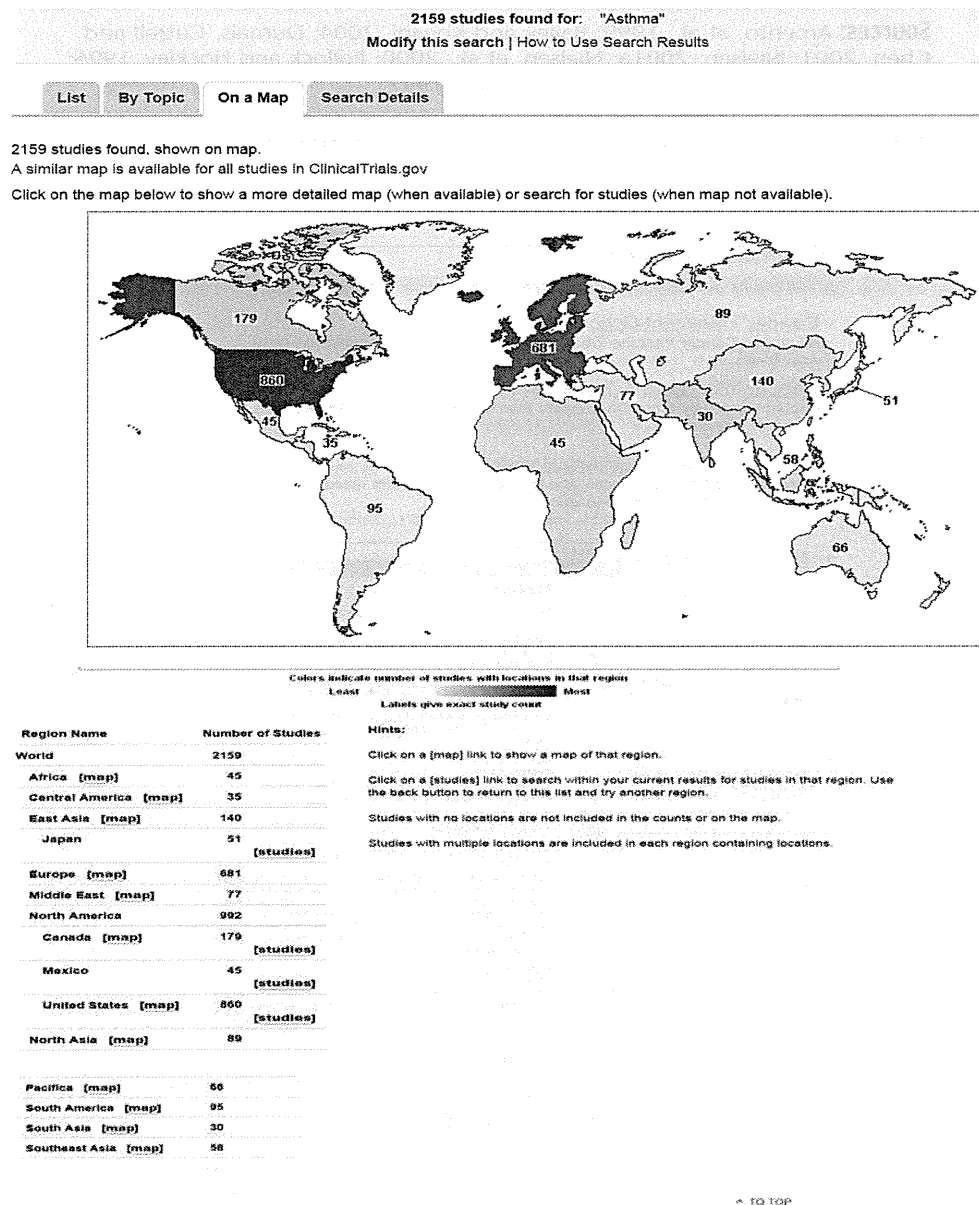 2159 studies found for: "Asthma"
Modify this search | How to Use Search Results
List By Topic On a Map Search Details
2159 studies found, shown on map.
A similar map is available for all studies in ClinicalTrials.gov
Click on the map below to show a more detailed map (when available) or search for studies (when map not available).
179
89
681
860
140
77
51
45
30
35
45
58
95
66
Colors indicate number of studies with locations in that region
Least Most
Labels give exact study count
Region Name Number of Studies
World 2159
Africa [map] 45
Central America [map] 35
East Asia [map] 140
Japan 51
[studies]
Europe [map] 681
Middle East [map] 77
North America 992
Canada [map] 179
[studies]
Mexico 45
[studies]
United States [map] 860
[studies]
North Asia [map] 89
Pacifica [map] 66
South America [map] 95
South Asia [map] 30
Southeast Asia [map] 58
Hints:
Click on a [map] link to show a map of that region.
Click on a [studies] link to search within your current results for studies in that region. Use
the back button to return to this list and try another region.
Studies with no locations are not included in the counts or on the map.
Studies with multiple locations are included in each region containing locations.
^ TO TOP